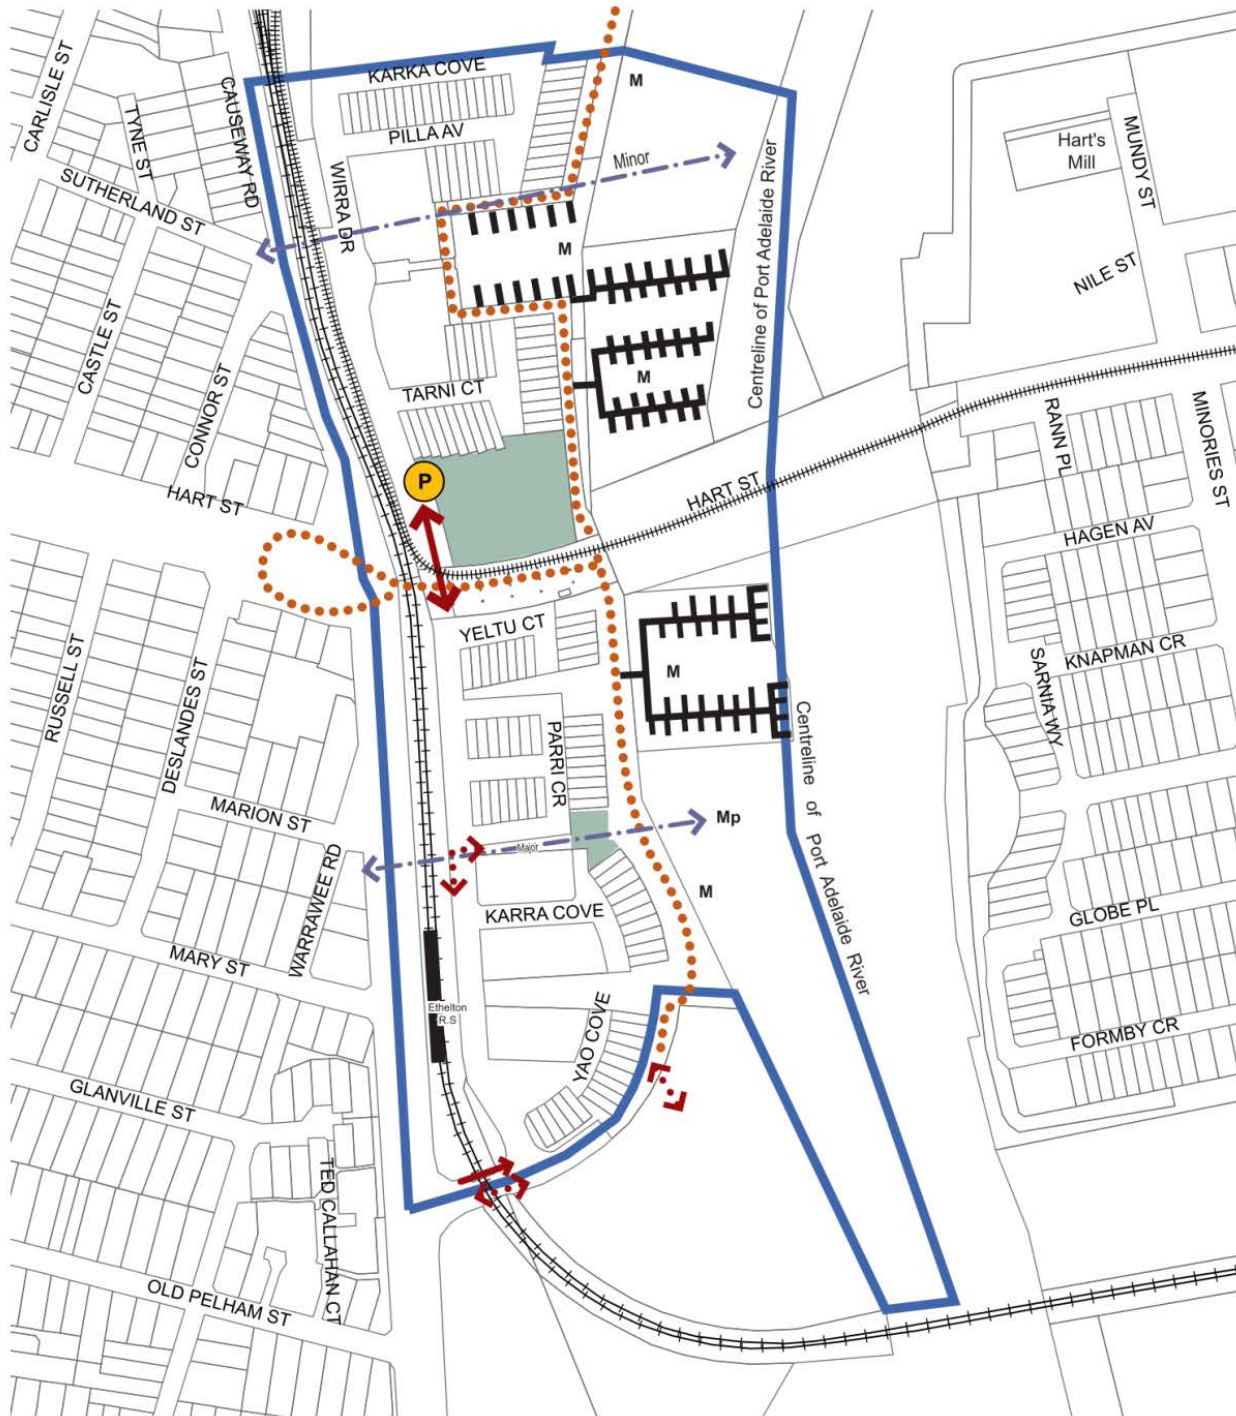 CARLISLE ST
TYNE ST
CAUSEWAY RD
SUTHERLAND ST
KARKA COVE
PILLA AV
WIRRA DR
M
Minor
Hart's
Mill
MUNDY ST
NILE ST
CASTLE ST
CONNOR ST
HART ST
M
M
TARNI CT
P
Centreline of Port Adelaide River
HART ST
RANN PL
MINORIES ST
HAGEN AV
KNAPMAN CR
SARNIA WY
RUSSELL ST
DESLANDES ST
MARION ST
WARRAWEE RD
YELTU CT
PARRI CR
M
Major
Mp
M
Centreline of Port Adelaide River
KARRA COVE
GLOBE PL
FORMBY CR
MARY ST
Ethelton
R.S
YAO COVE
GLANVILLE ST
TED CALLAHAN CT
OLD PELHAM ST